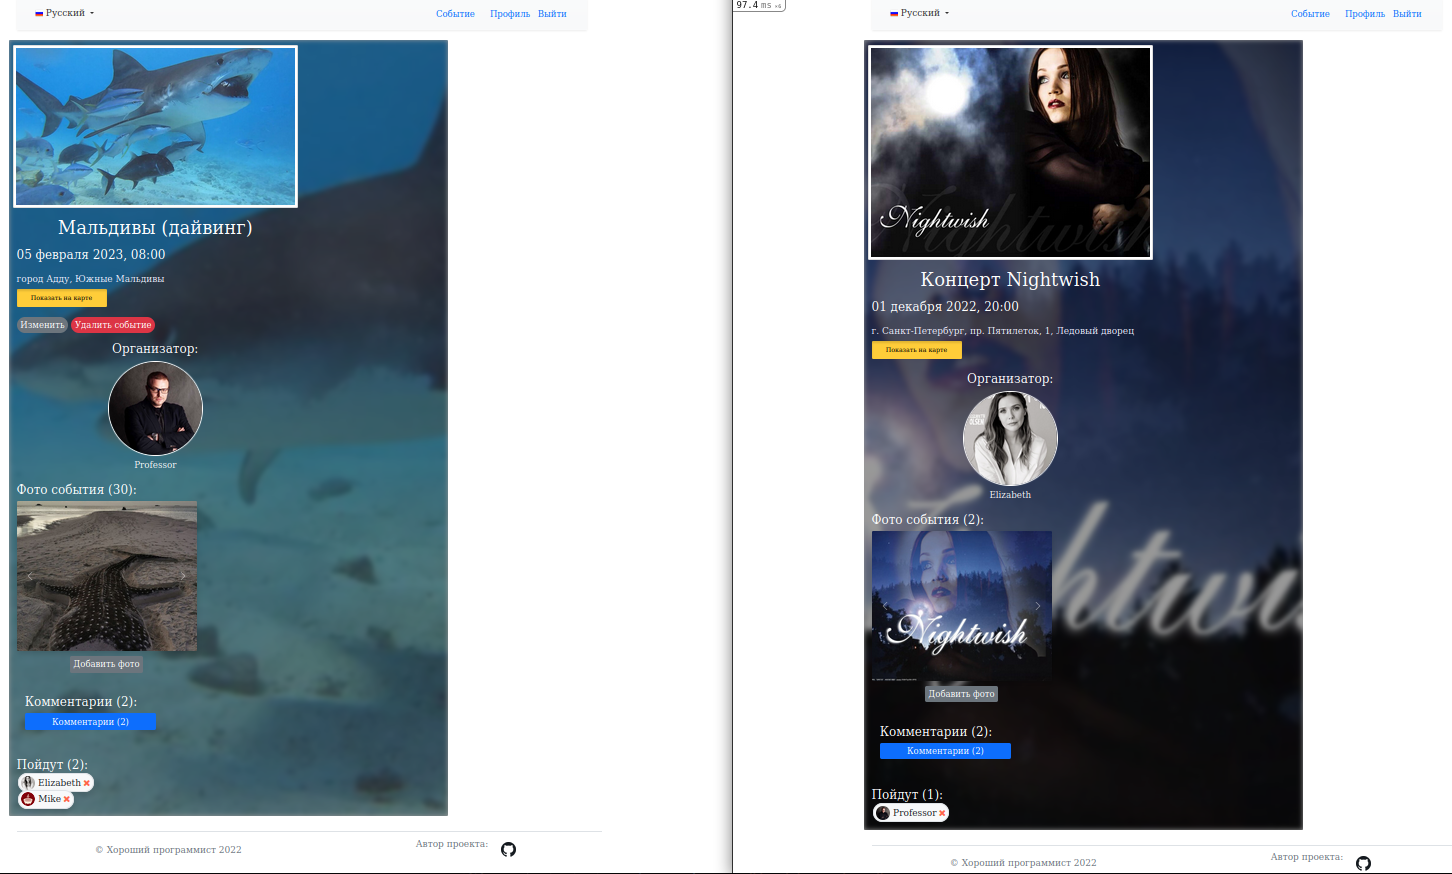 Русский
Событие Профиль Выйти
Мальдивы (дайвинг)
05 февраля 2023, 08:00
город Адду, Южные Мальдивы
Показать на карте
Изменить Удалить событие
Организатор:
Professor
Фото события (30):
Добавить фото
Комментарии (2):
Комментарии (2)
Пойдут (2):
Elizabeth
Mike
© Хороший программист 2022
Автор проекта:
97.4 ms ×6
Русский
Событие Профиль Выйти
Nightwish
Nightwish
Концерт Nightwish
01 декабря 2022, 20:00
г. Санкт-Петербург, пр. Пятилеток, 1, Ледовый дворец
Показать на карте
Организатор:
Elizabeth
Фото события (2):
Nightwish
Добавить фото
Комментарии (2):
Комментарии (2)
Пойдут (1):
Professor
© Хороший программист 2022
Автор проекта: